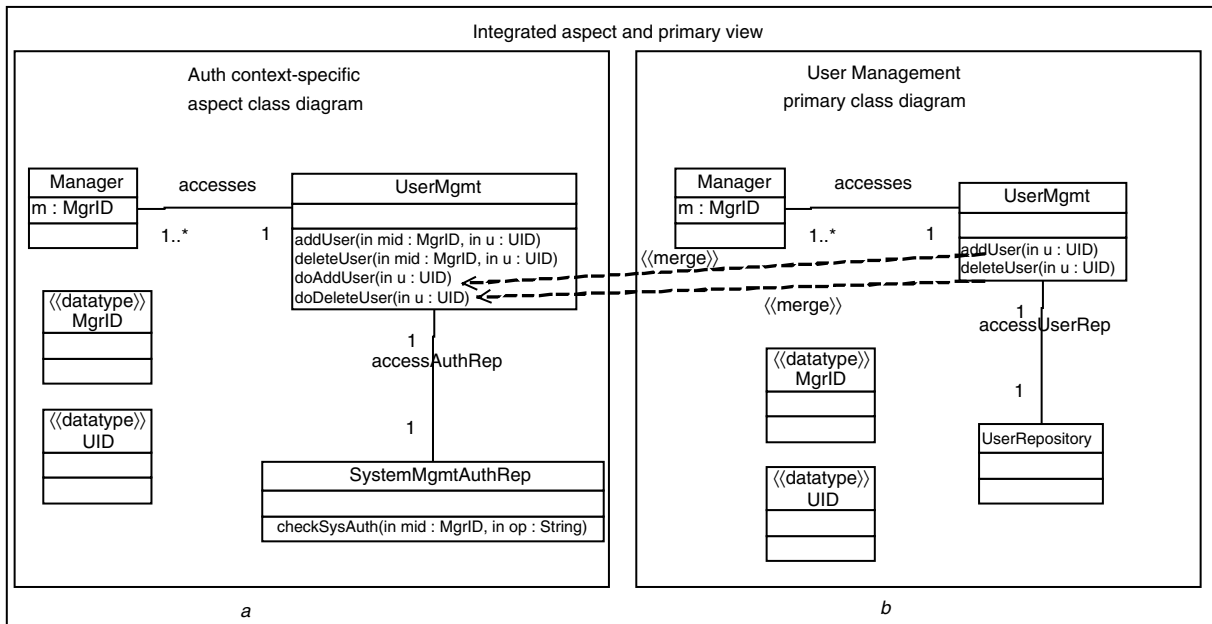 Integrated aspect and primary view
Auth context-specific
aspect class diagram
Manager
m : MgrID
accesses
1..*
1
UserMgmt
addUser(in mid : MgrID, in u : UID)
deleteUser(in mid : MgrID, in u : UID)
doAddUser(in u : UID)
doDeleteUser(in u : UID)
⟨⟨datatype⟩⟩
MgrID
1
accessAuthRep
1
⟨⟨datatype⟩⟩
UID
SystemMgmtAuthRep
checkSysAuth(in mid : MgrID, in op : String)
a
User Management
primary class diagram
Manager
m : MgrID
accesses
1..*
1
UserMgmt
addUser(in u : UID)
deleteUser(in u : UID)
⟨⟨merge⟩⟩
⟨⟨merge⟩⟩
1
accessUserRep
1
⟨⟨datatype⟩⟩
MgrID
UserRepository
⟨⟨datatype⟩⟩
UID
b